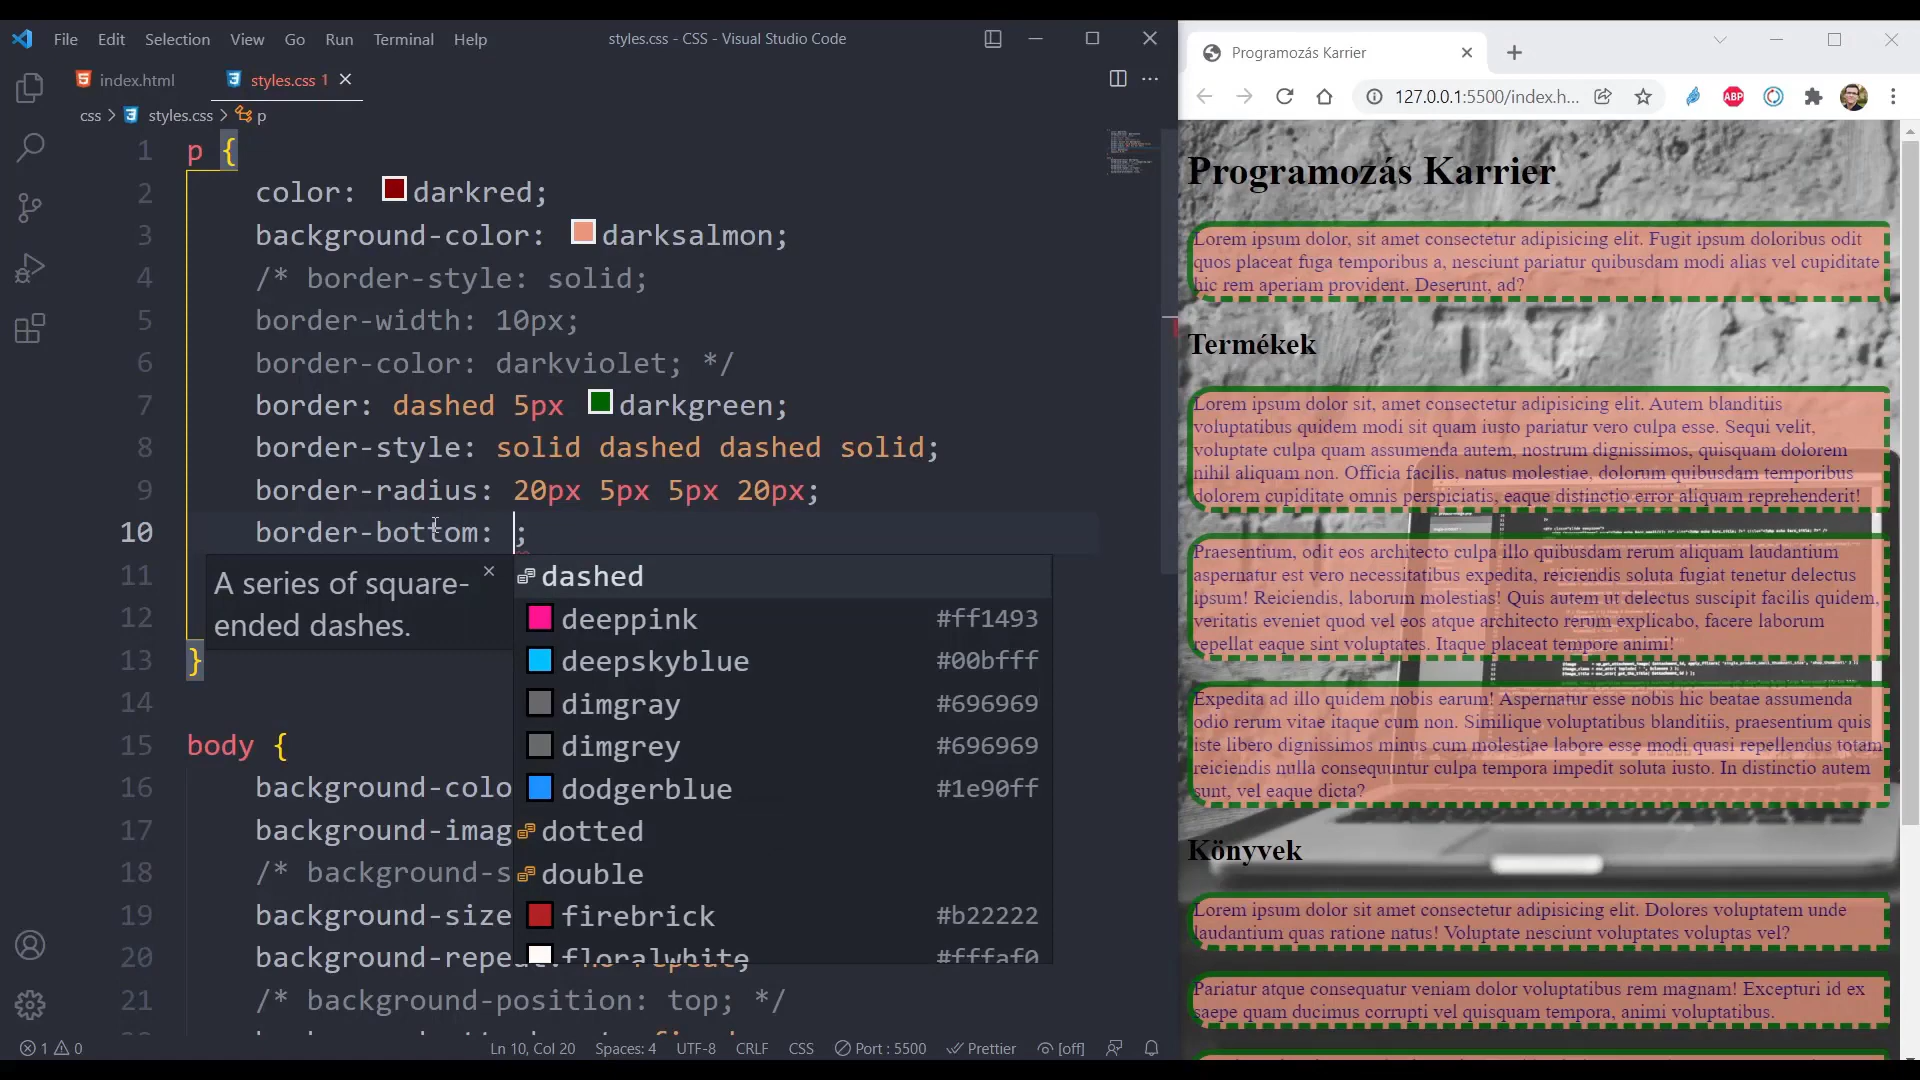 File Edit Selection View Go Run Terminal Help
styles.css - CSS - Visual Studio Code
index.html
styles.css 1
css > styles.css > p
1 p {
2 color: darkred;
3 background-color: darksalmon;
4 /* border-style: solid;
5 border-width: 10px;
6 border-color: darkviolet; */
7 border: dashed 5px darkgreen;
8 border-style: solid dashed dashed solid;
9 border-radius: 20px 5px 5px 20px;
10 border-bottom: ;
11
12
13 }
14
15 body {
16 background-colo
17 background-imag
18 /* background-s
19 background-size
20 background-repeat: no-repeat;
21 /* background-position: top; */
A series of square-
ended dashes.
dashed
deeppink #ff1493
deepskyblue #00bfff
dimgray #696969
dimgrey #696969
dodgerblue #1e90ff
dotted
double
firebrick #b22222
floralwhite #fffaf0
1 0
Ln 10, Col 20 Spaces: 4 UTF-8 CRLF CSS Port : 5500 Prettier [off]
Programozás Karrier
127.0.0.1:5500/index.h...
ABP
Programozás Karrier
Lorem ipsum dolor, sit amet consectetur adipisicing elit. Fugit ipsum doloribus odit
quos placeat fuga temporibus a, nesciunt pariatur quibusdam modi alias vel cupiditate
hic rem aperiam provident. Deserunt, ad?
Termékek
Lorem ipsum dolor sit, amet consectetur adipisicing elit. Autem blanditiis
voluptatibus quidem modi sit quam iusto pariatur vero culpa esse. Sequi velit,
voluptate culpa quam assumenda autem, nostrum dignissimos, quisquam dolorem
nihil aliquam non. Officia facilis, natus molestiae, dolorum quibusdam temporibus
dolorem cupiditate omnis perspiciatis, eaque distinctio error aliquam reprehenderit!
Praesentium, odit eos architecto culpa illo quibusdam rerum aliquam laudantium
aspernatur est vero necessitatibus expedita, reiciendis soluta fugiat tenetur delectus
ipsum! Reiciendis, laborum molestias! Quis autem ut delectus suscipit facilis quidem,
veritatis eveniet quod vel eos atque architecto rerum explicabo, facere laborum
repellat eaque sint voluptates. Itaque placeat tempore animi!
Expedita ad illo quidem nobis earum! Aspernatur esse nobis hic beatae assumenda
odio rerum vitae itaque cum non. Similique voluptatibus blanditiis, praesentium quis
iste libero dignissimos minus cum molestiae labore esse modi quasi repellendus totam
reiciendis nulla consequuntur culpa tempora impedit soluta iusto. In distinctio autem
sunt, vel eaque dicta?
Könyvek
Lorem ipsum dolor sit amet consectetur adipisicing elit. Dolores voluptatem unde
laudantium quas ratione natus! Voluptate nesciunt voluptates voluptas vel?
Pariatur atque consequatur veniam dolor voluptatibus rem magnam! Excepturi id ex
saepe quam ducimus corrupti vel quisquam tempora, animi voluptatibus.